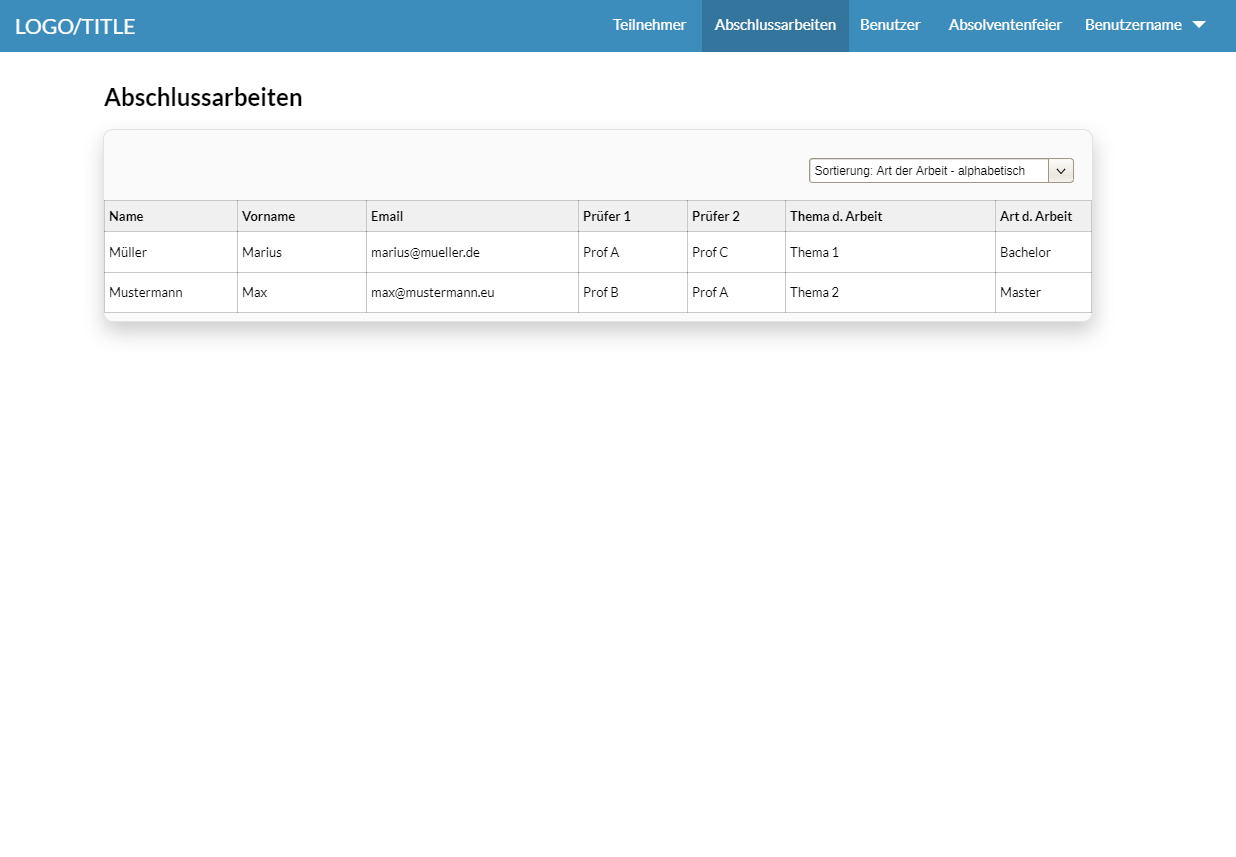 LOGO/TITLE Teilnehmer Abschlussarbeiten Benutzer Absolventenfeier Benutzername
Abschlussarbeiten
Sortierung: Art der Arbeit - alphabetisch
Name Vorname Email Prüfer 1 Prüfer 2 Thema d. Arbeit Art d. Arbeit
Müller Marius marius@mueller.de Prof A Prof C Thema 1 Bachelor
Mustermann Max max@mustermann.eu Prof B Prof A Thema 2 Master